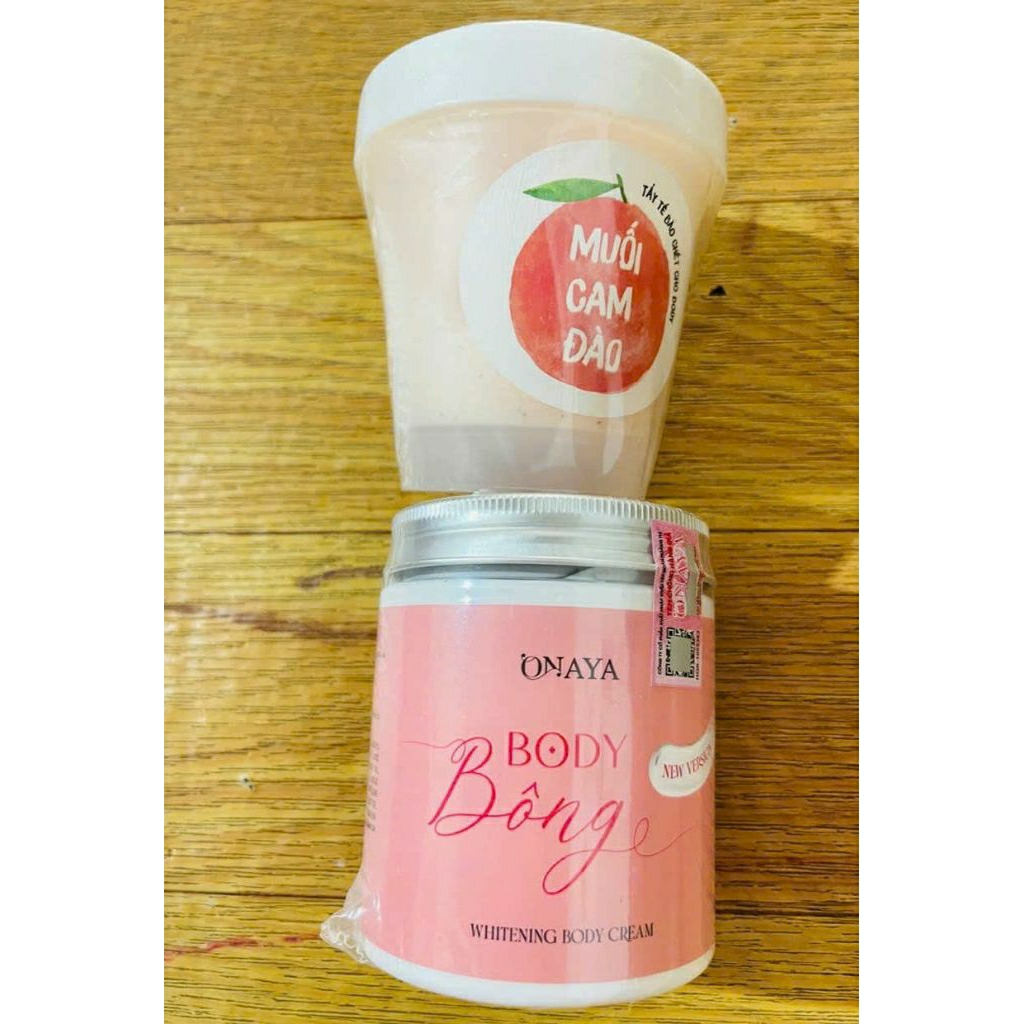 TẨY TẾ BÀO CHẾT CHO BODY
MUỐI
CAM
ĐÀO
ONAYA
BODY
Bông
NEW VERSION
WHITENING BODY CREAM